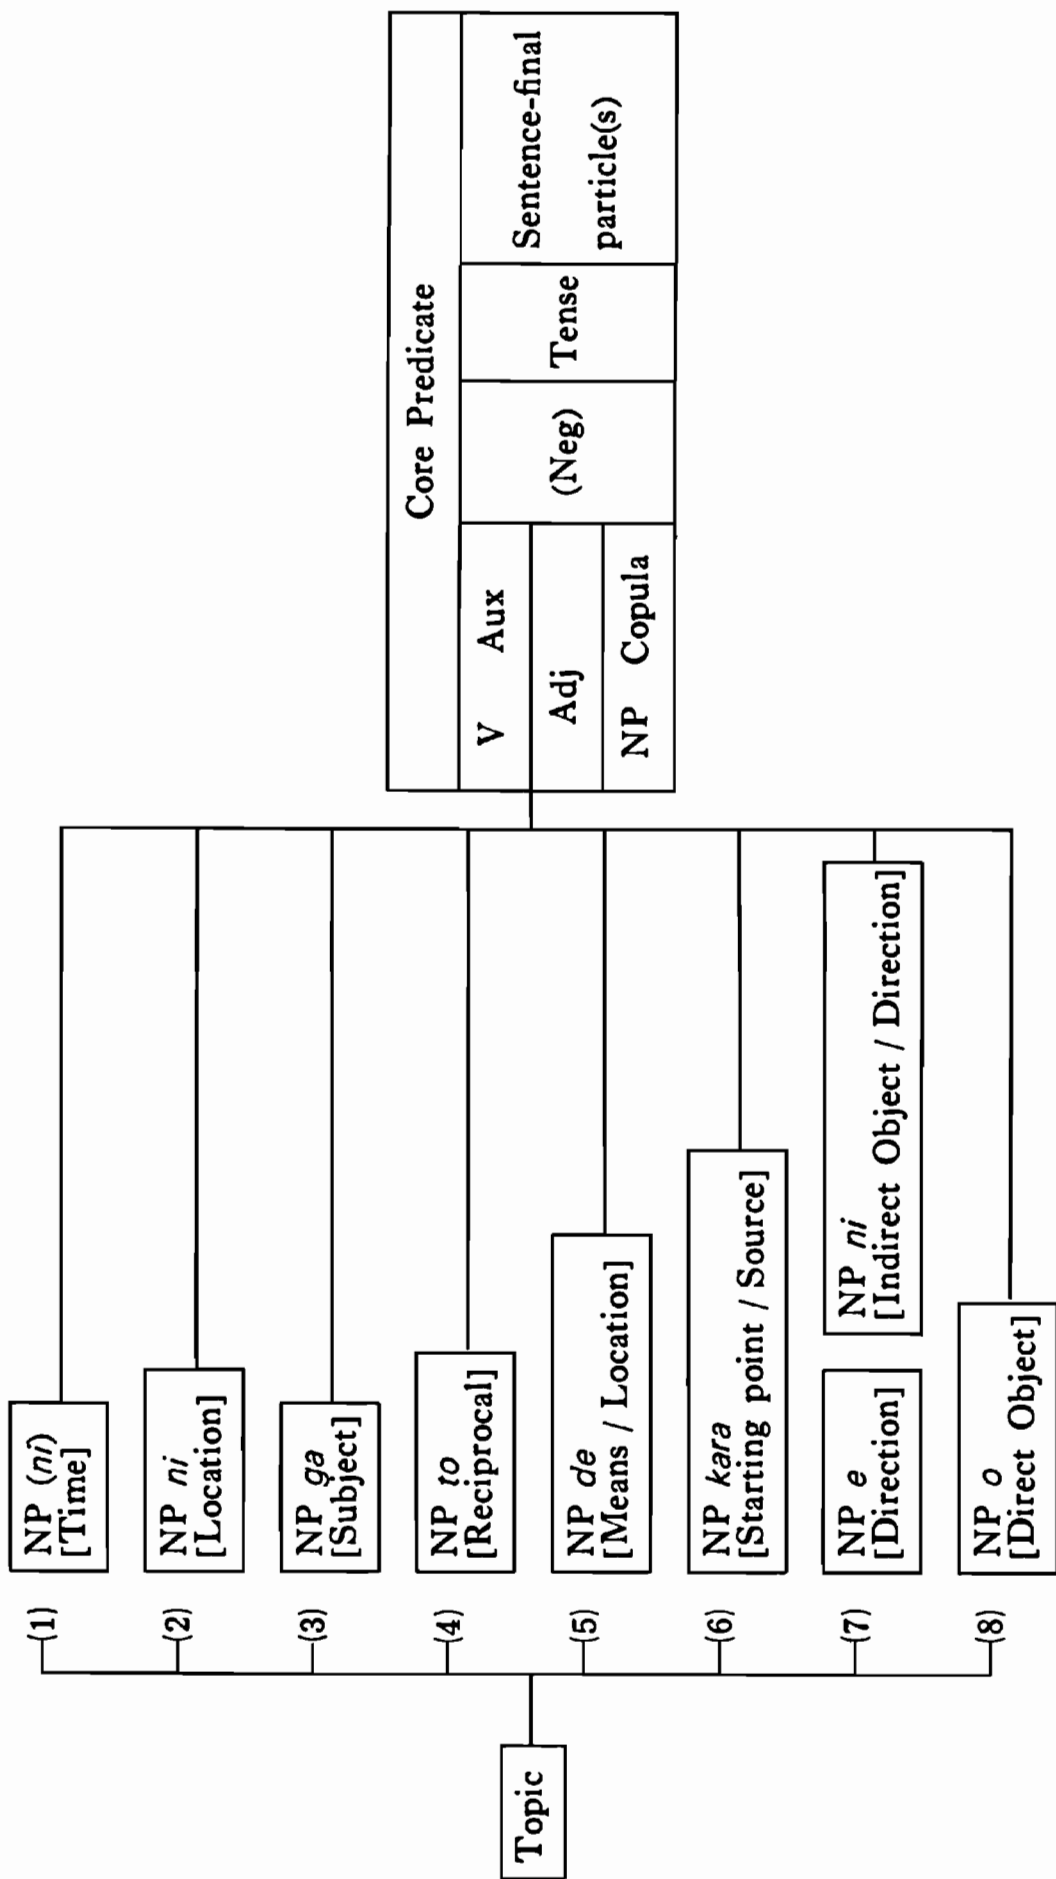 Topic
(1)
NP (ni)
[Time]
(2)
NP ni
[Location]
(3)
NP ga
[Subject]
(4)
NP to
[Reciprocal]
(5)
NP de
[Means / Location]
(6)
NP kara
[Starting point / Source]
(7)
NP e
[Direction]
NP ni
[Indirect Object / Direction]
(8)
NP o
[Direct Object]
Core Predicate
V Aux
Adj
NP Copula
(Neg)
Tense
Sentence-final
particle(s)